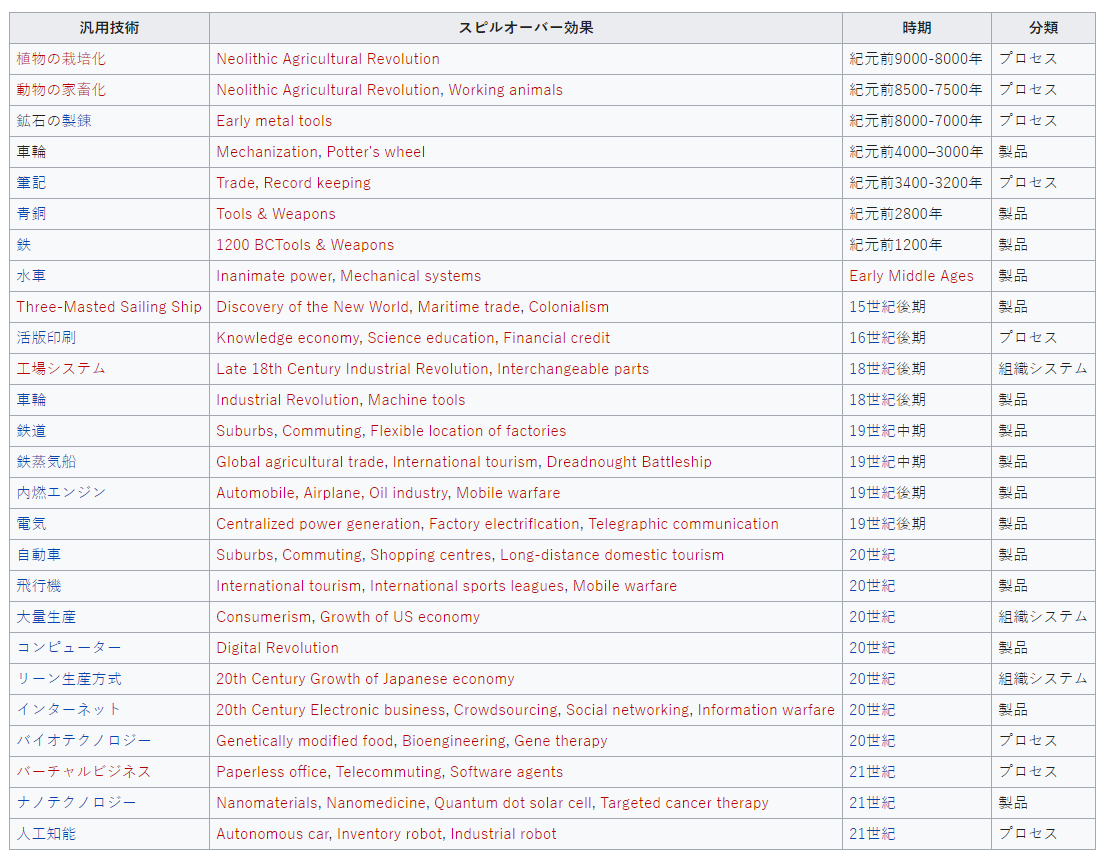 汎用技術 スピルオーバー効果 時期 分類
植物の栽培化 Neolithic Agricultural Revolution 紀元前9000-8000年 プロセス
動物の家畜化 Neolithic Agricultural Revolution, Working animals 紀元前8500-7500年 プロセス
鉱石の製錬 Early metal tools 紀元前8000-7000年 プロセス
車輪 Mechanization, Potter's wheel 紀元前4000–3000年 製品
筆記 Trade, Record keeping 紀元前3400-3200年 プロセス
青銅 Tools & Weapons 紀元前2800年 製品
鉄 1200 BCTools & Weapons 紀元前1200年 製品
水車 Inanimate power, Mechanical systems Early Middle Ages 製品
Three-Masted Sailing Ship Discovery of the New World, Maritime trade, Colonialism 15世紀後期 製品
活版印刷 Knowledge economy, Science education, Financial credit 16世紀後期 プロセス
工場システム Late 18th Century Industrial Revolution, Interchangeable parts 18世紀後期 組織システム
車輪 Industrial Revolution, Machine tools 18世紀後期 製品
鉄道 Suburbs, Commuting, Flexible location of factories 19世紀中期 製品
鉄蒸気船 Global agricultural trade, International tourism, Dreadnought Battleship 19世紀中期 製品
内燃エンジン Automobile, Airplane, Oil industry, Mobile warfare 19世紀後期 製品
電気 Centralized power generation, Factory electrification, Telegraphic communication 19世紀後期 製品
自動車 Suburbs, Commuting, Shopping centres, Long-distance domestic tourism 20世紀 製品
飛行機 International tourism, International sports leagues, Mobile warfare 20世紀 製品
大量生産 Consumerism, Growth of US economy 20世紀 組織システム
コンピューター Digital Revolution 20世紀 製品
リーン生産方式 20th Century Growth of Japanese economy 20世紀 組織システム
インターネット 20th Century Electronic business, Crowdsourcing, Social networking, Information warfare 20世紀 製品
バイオテクノロジー Genetically modified food, Bioengineering, Gene therapy 20世紀 プロセス
バーチャルビジネス Paperless office, Telecommuting, Software agents 21世紀 プロセス
ナノテクノロジー Nanomaterials, Nanomedicine, Quantum dot solar cell, Targeted cancer therapy 21世紀 製品
人工知能 Autonomous car, Inventory robot, Industrial robot 21世紀 プロセス